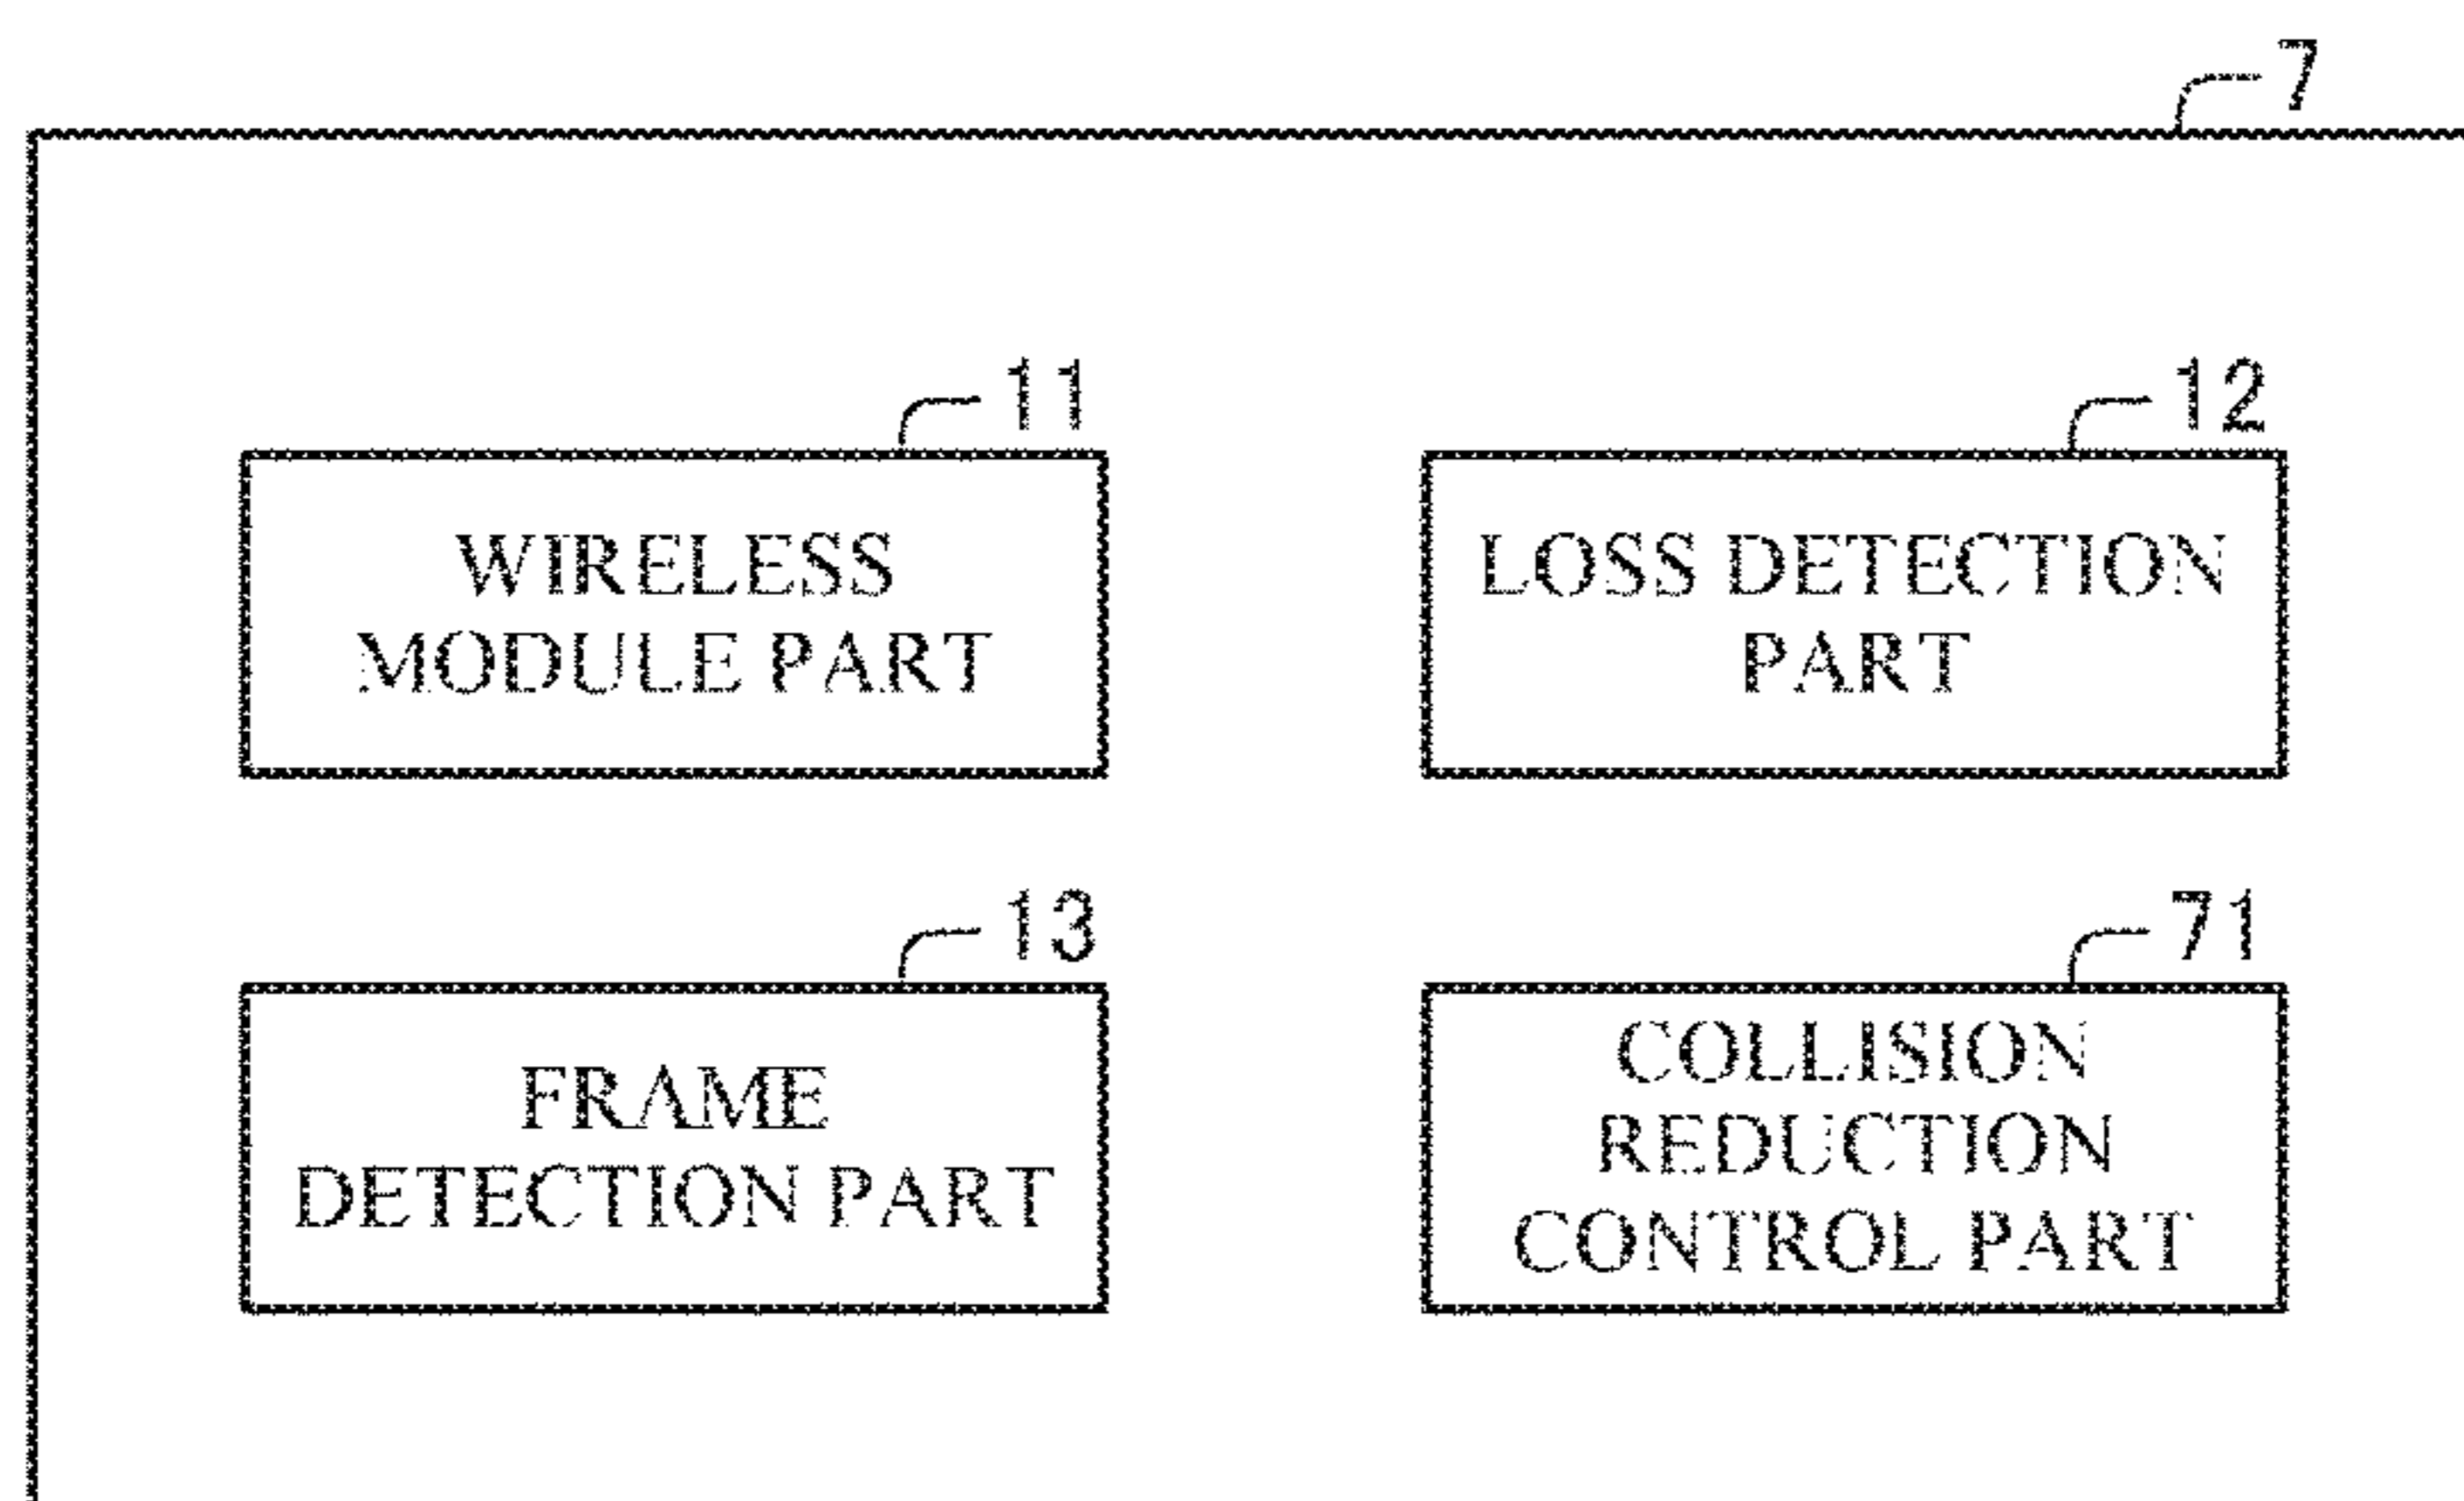 7
11
12
WIRELESS
MODULE PART
LOSS DETECTION
PART
13
71
FRAME
DETECTION PART
COLLISION
REDUCTION
CONTROL PART